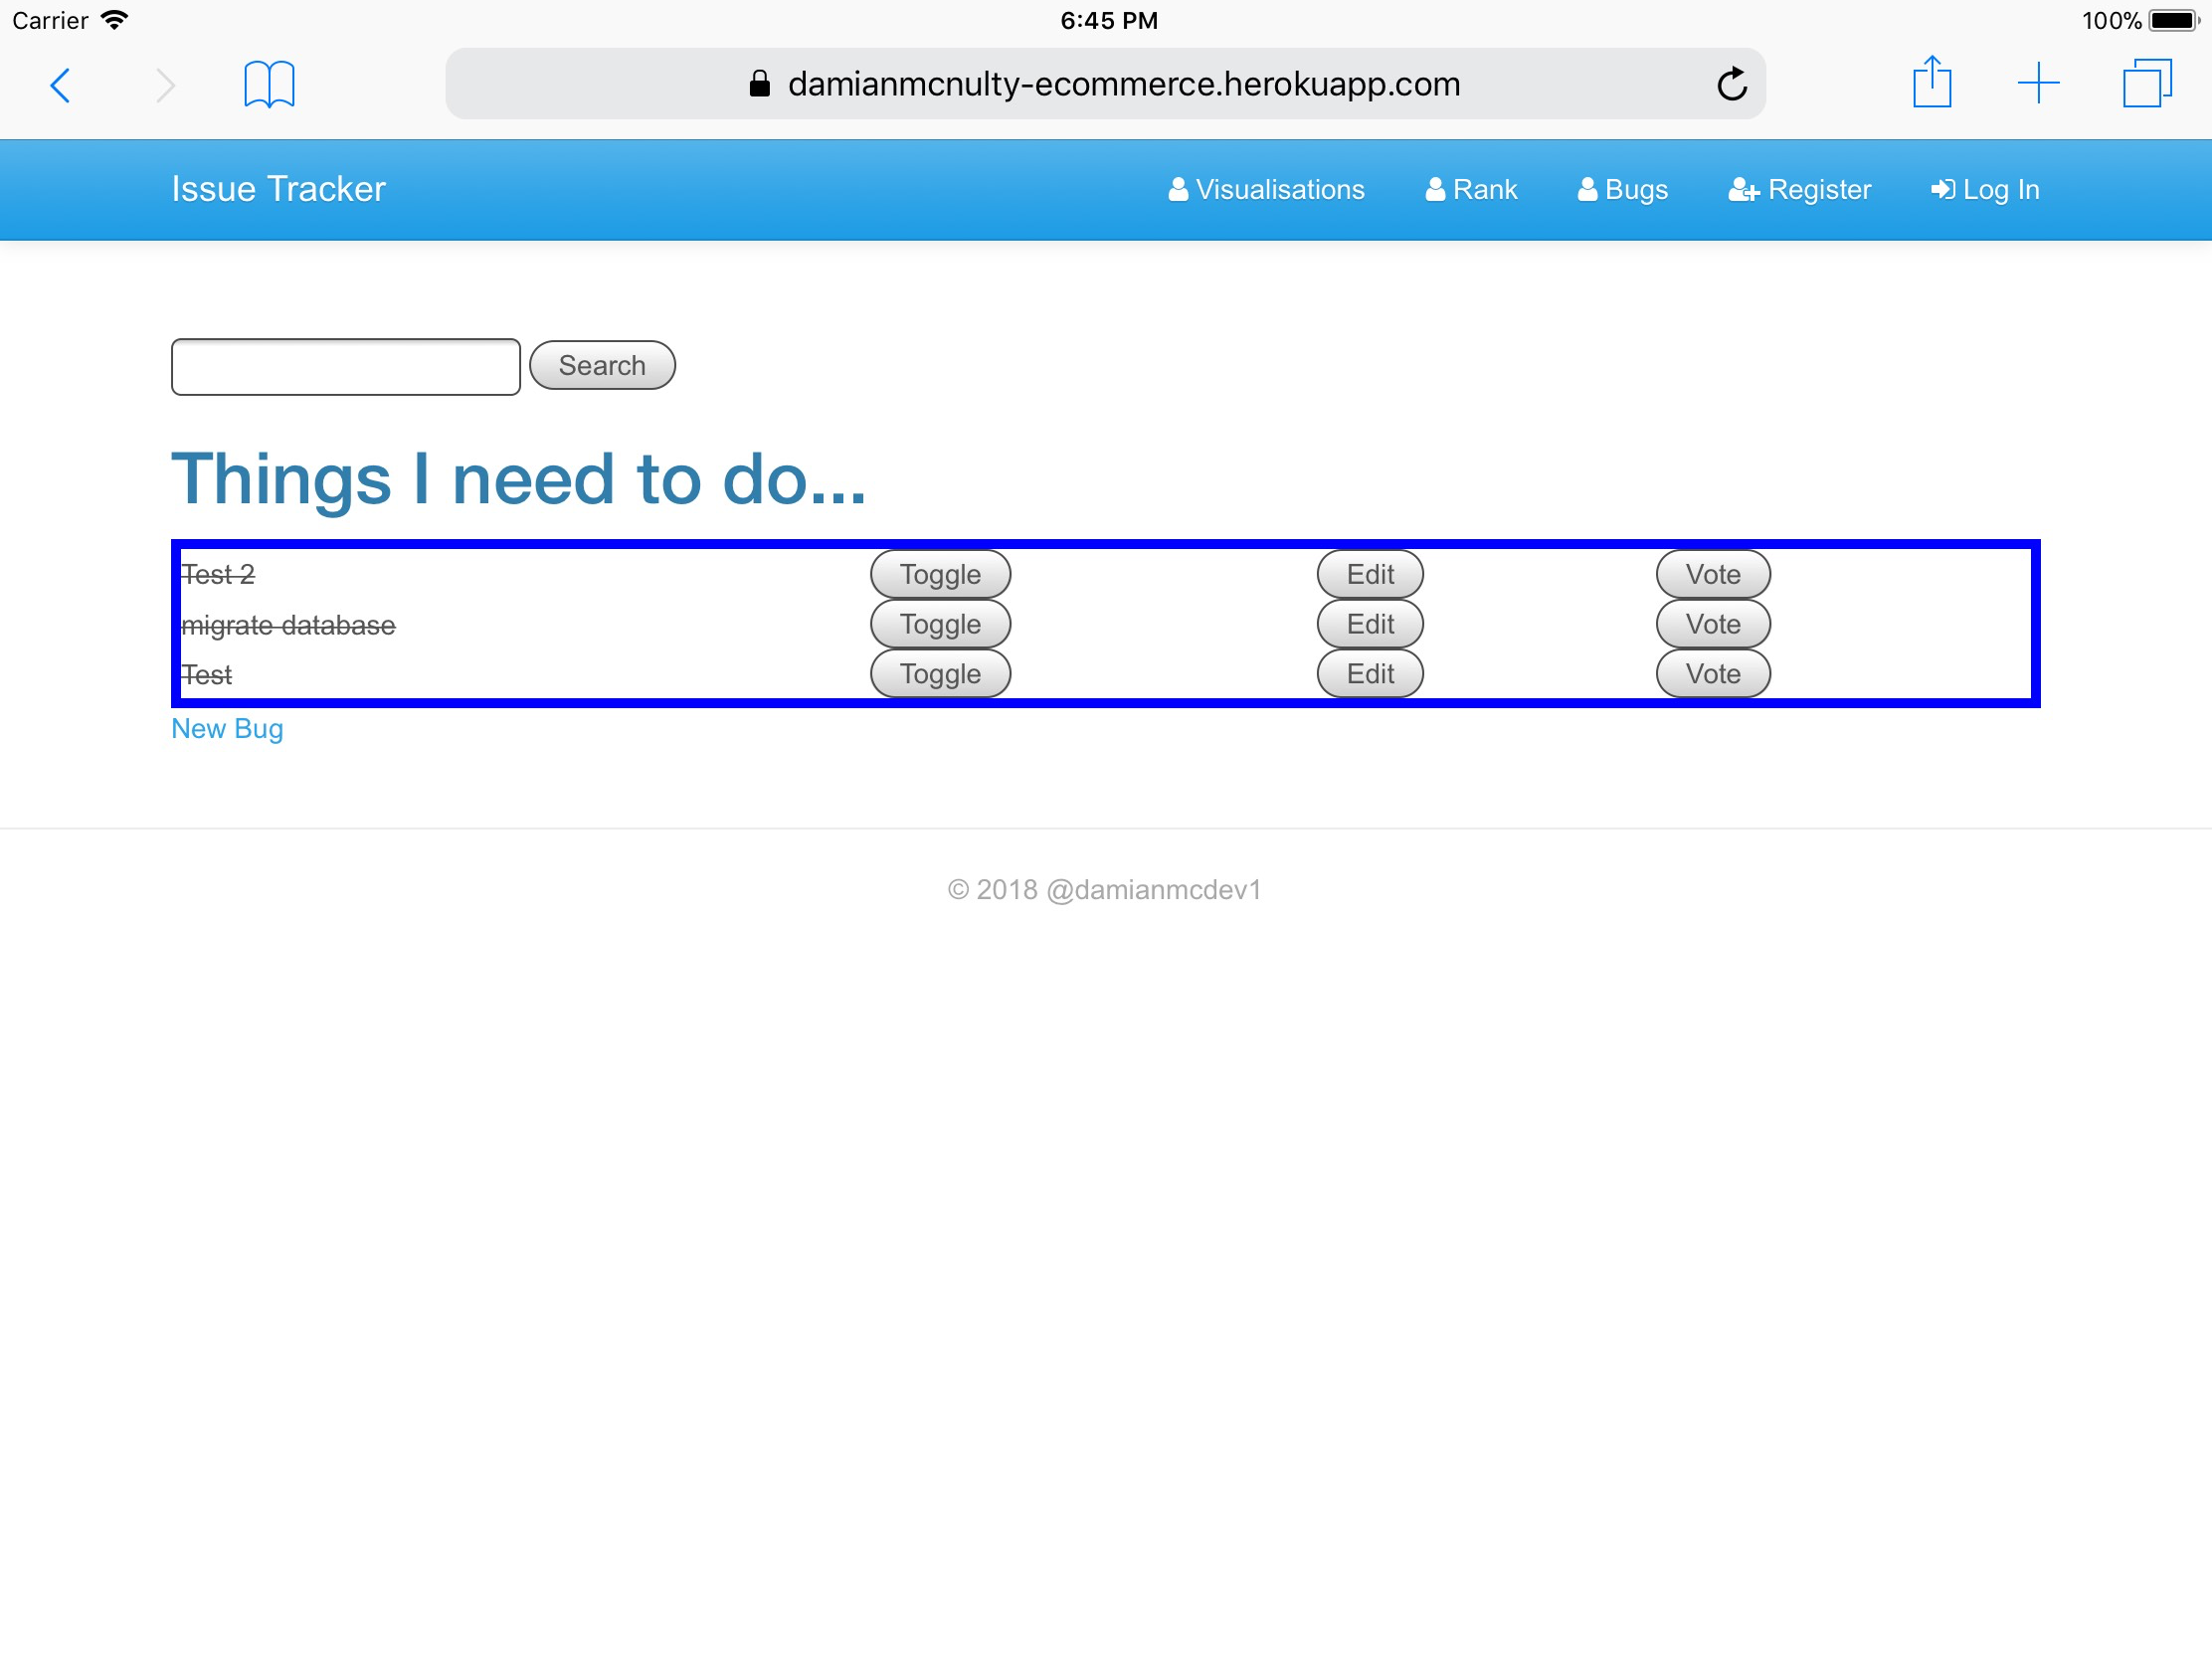 Carrier 6:45 PM 100%
damianmcnulty-ecommerce.herokuapp.com
Issue Tracker Visualisations Rank Bugs Register Log In
Search
Things I need to do...
Test 2 Toggle Edit Vote
migrate database Toggle Edit Vote
Test Toggle Edit Vote
New Bug
© 2018 @damianmcdev1